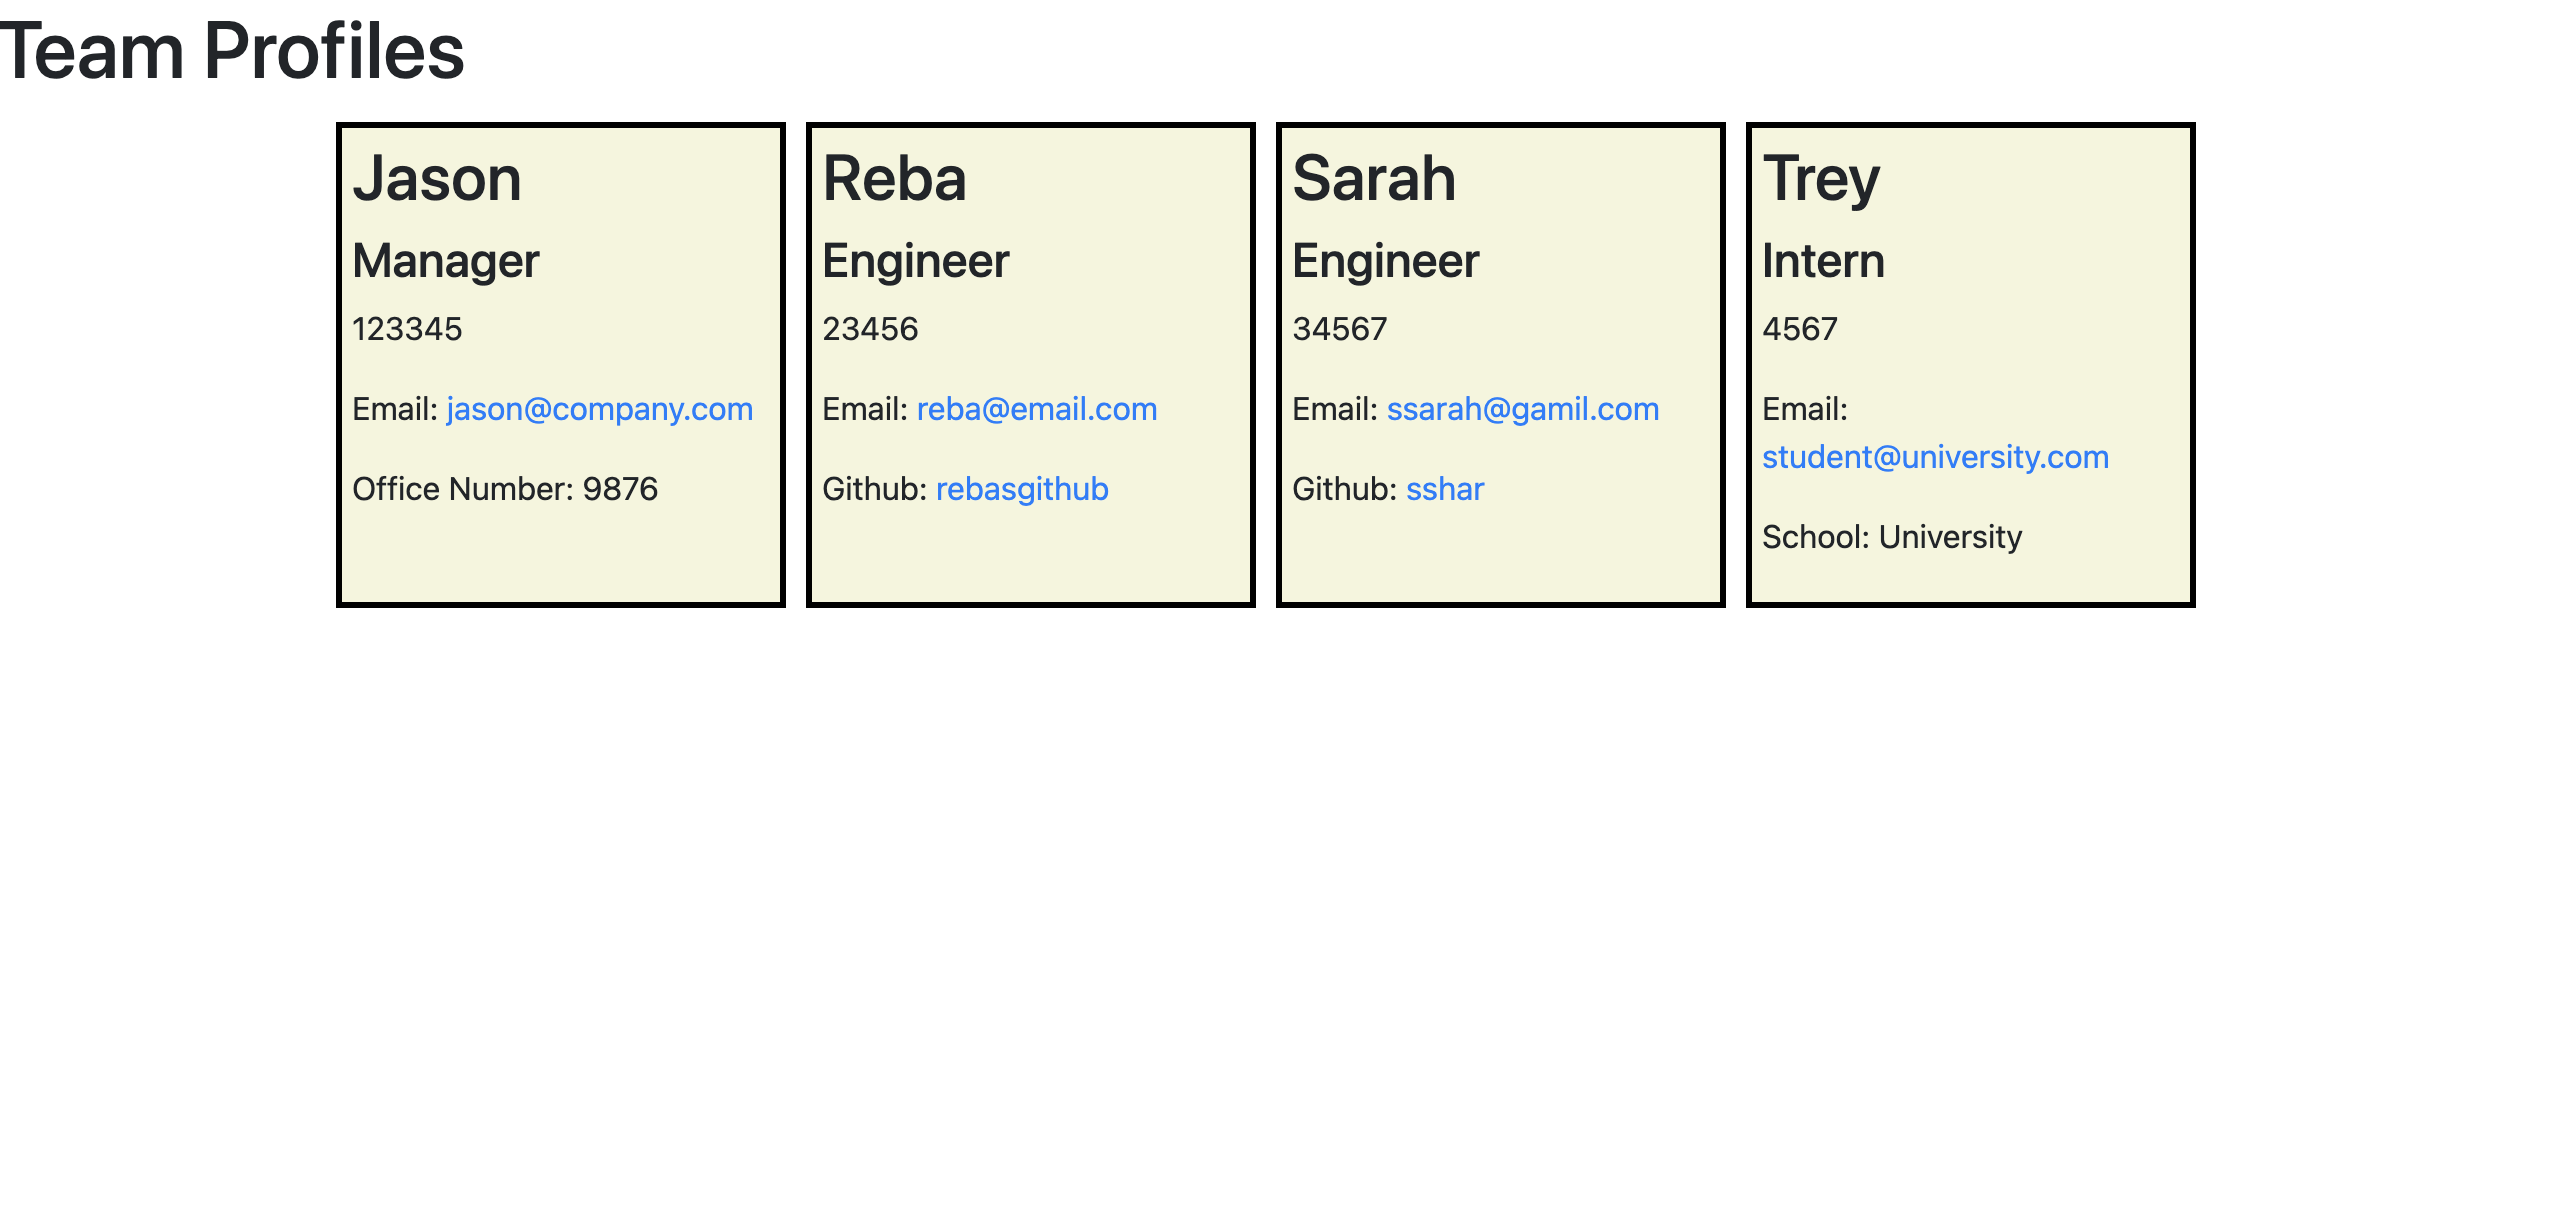 Team Profiles
Jason
Manager
123345
Email: jason@company.com
Office Number: 9876
Reba
Engineer
23456
Email: reba@email.com
Github: rebasgithub
Sarah
Engineer
34567
Email: ssarah@gamil.com
Github: sshar
Trey
Intern
4567
Email:
student@university.com
School: University